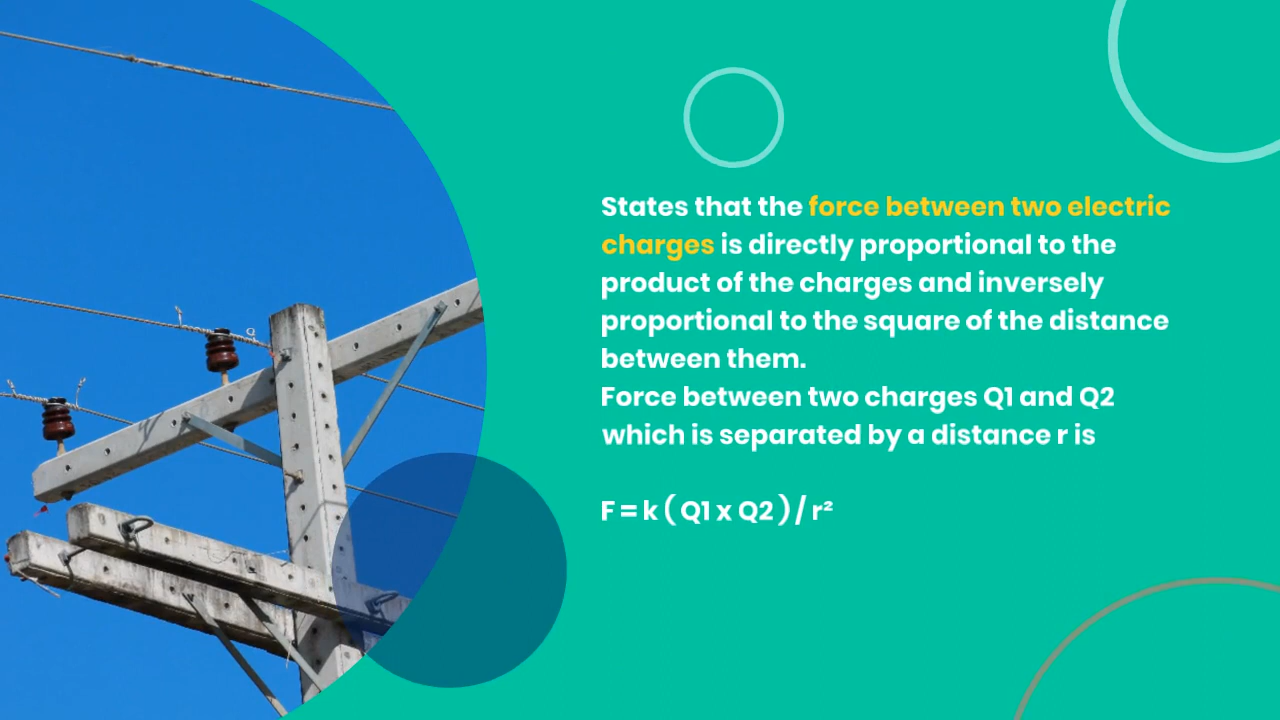 States that the force between two electric
charges is directly proportional to the
product of the charges and inversely
proportional to the square of the distance
between them.
Force between two charges Q1 and Q2
which is separated by a distance r is
F = k ( Q1 x Q2 ) / r²